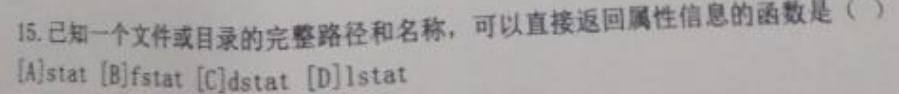 15.已知一个文件或目录的完整路径和名称，可以直接返回属性信息的函数是（ ）
[A]stat [B]fstat [C]dstat [D]lstat